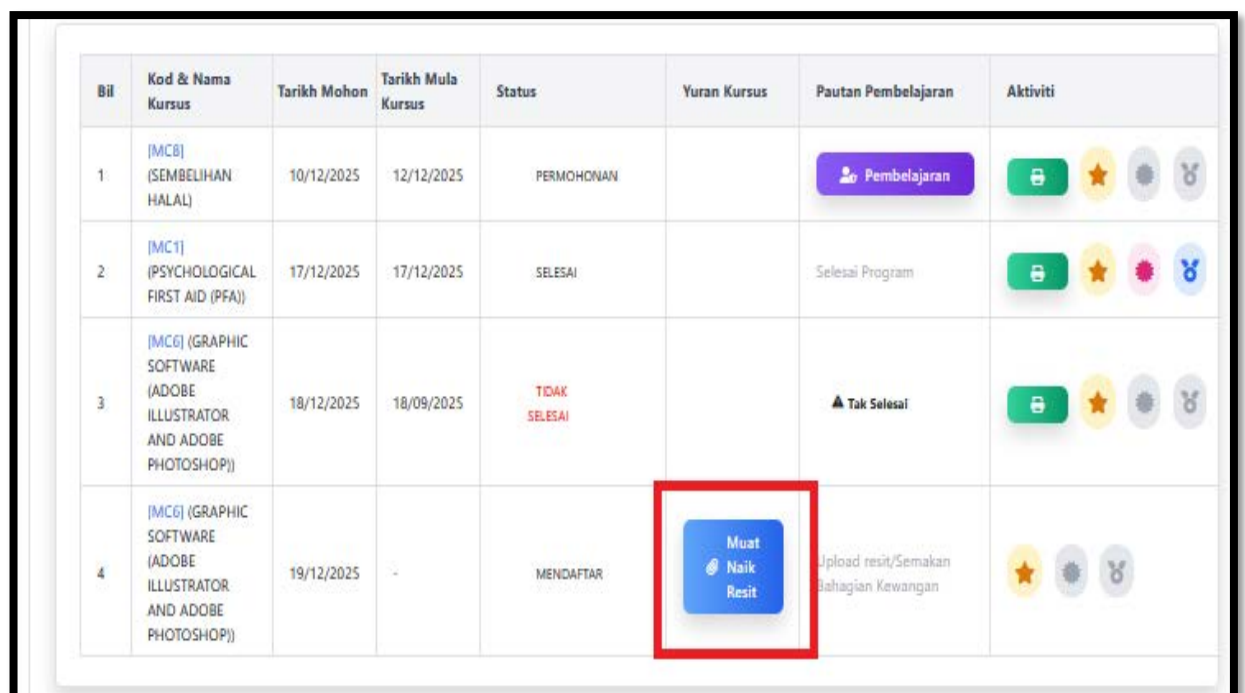 Bil
Kod & Nama
Kursus
Tarikh Mohon
Tarikh Mula
Kursus
Status
Yuran Kursus
Pautan Pembelajaran
Aktiviti
1
[MC8]
(SEMBELIHAN
HALAL)
10/12/2025
12/12/2025
PERMOHONAN
Pembelajaran
2
[MC1]
(PSYCHOLOGICAL
FIRST AID (PFA))
17/12/2025
17/12/2025
SELESAI
Selesai Program
3
[MC6] (GRAPHIC
SOFTWARE
(ADOBE
ILLUSTRATOR
AND ADOBE
PHOTOSHOP))
18/12/2025
18/09/2025
TIDAK
SELESAI
Tak Selesai
4
[MC6] (GRAPHIC
SOFTWARE
(ADOBE
ILLUSTRATOR
AND ADOBE
PHOTOSHOP))
19/12/2025
-
MENDAFTAR
Muat
Naik
Resit
Upload resit/Semakan
Bahagian Kewangan